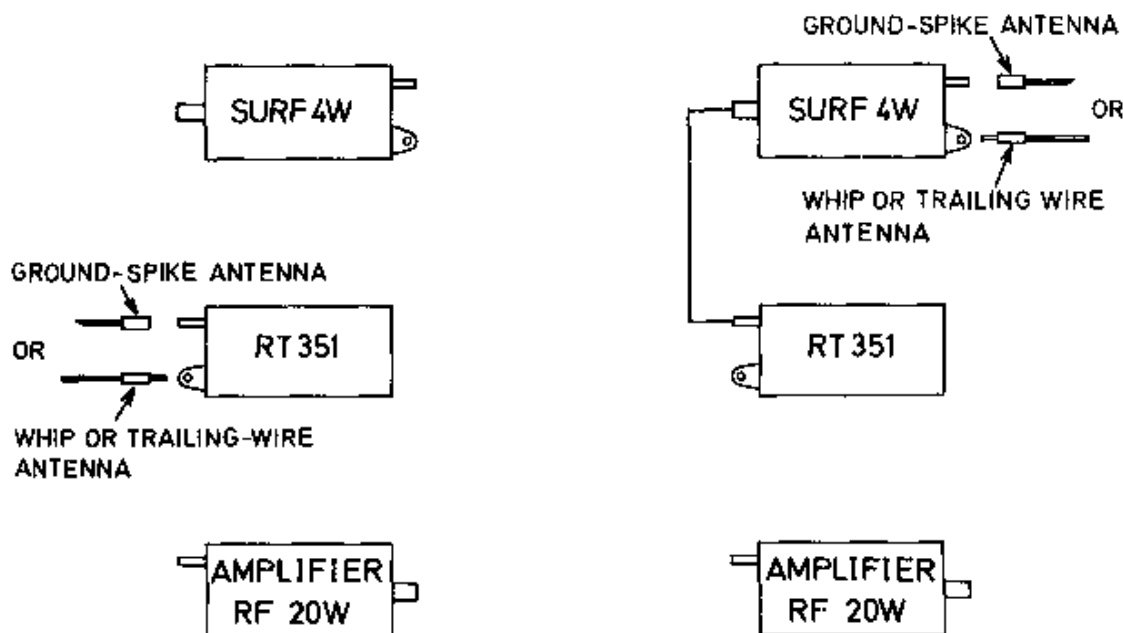 GROUND-SPIKE ANTENNA
SURF 4W
SURF 4W
OR
WHIP OR TRAILING WIRE
ANTENNA
GROUND-SPIKE ANTENNA
OR
RT 351
RT 351
WHIP OR TRAILING-WIRE
ANTENNA
AMPLIFIER
RF 20W
AMPLIFIER
RF 20W